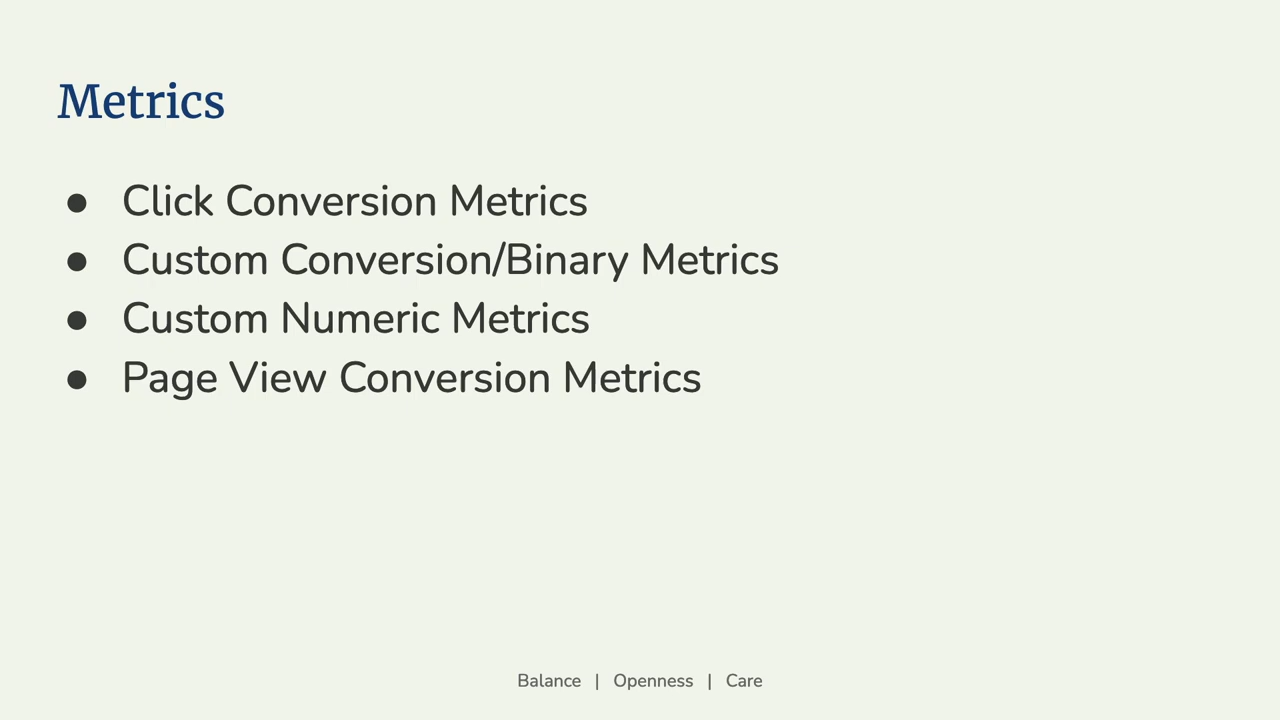 Metrics
● Click Conversion Metrics
● Custom Conversion/Binary Metrics
● Custom Numeric Metrics
● Page View Conversion Metrics
Balance | Openness | Care